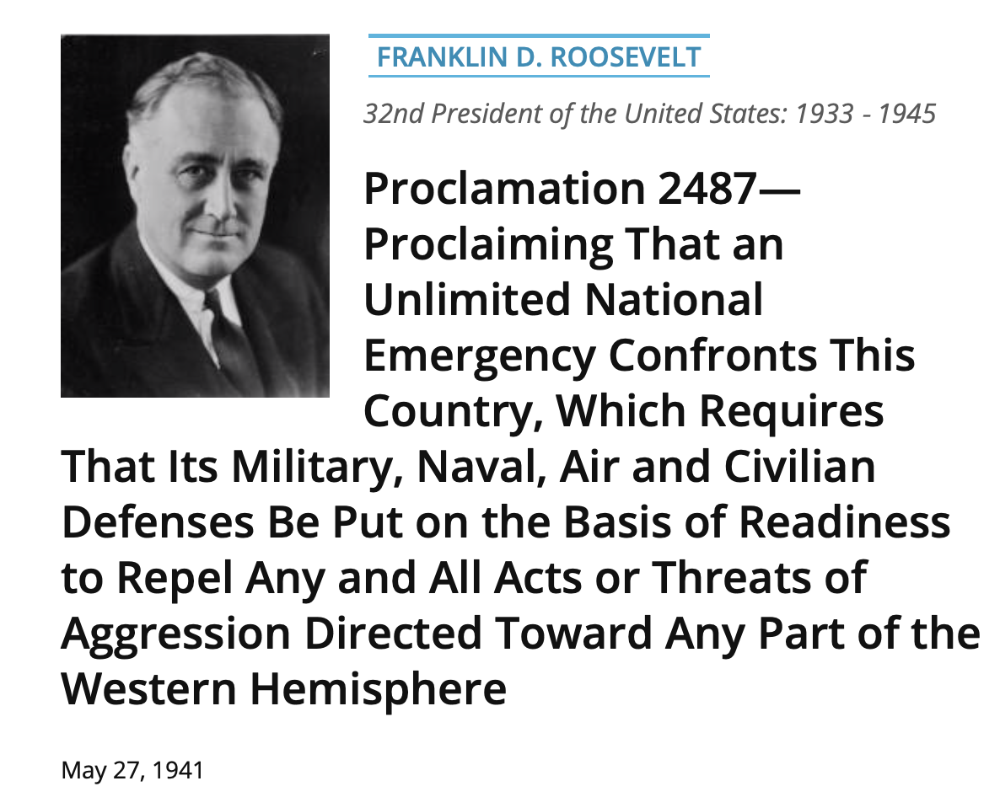 FRANKLIN D. ROOSEVELT
32nd President of the United States: 1933 - 1945
Proclamation 2487—
Proclaiming That an
Unlimited National
Emergency Confronts This
Country, Which Requires
That Its Military, Naval, Air and Civilian
Defenses Be Put on the Basis of Readiness
to Repel Any and All Acts or Threats of
Aggression Directed Toward Any Part of the
Western Hemisphere
May 27, 1941